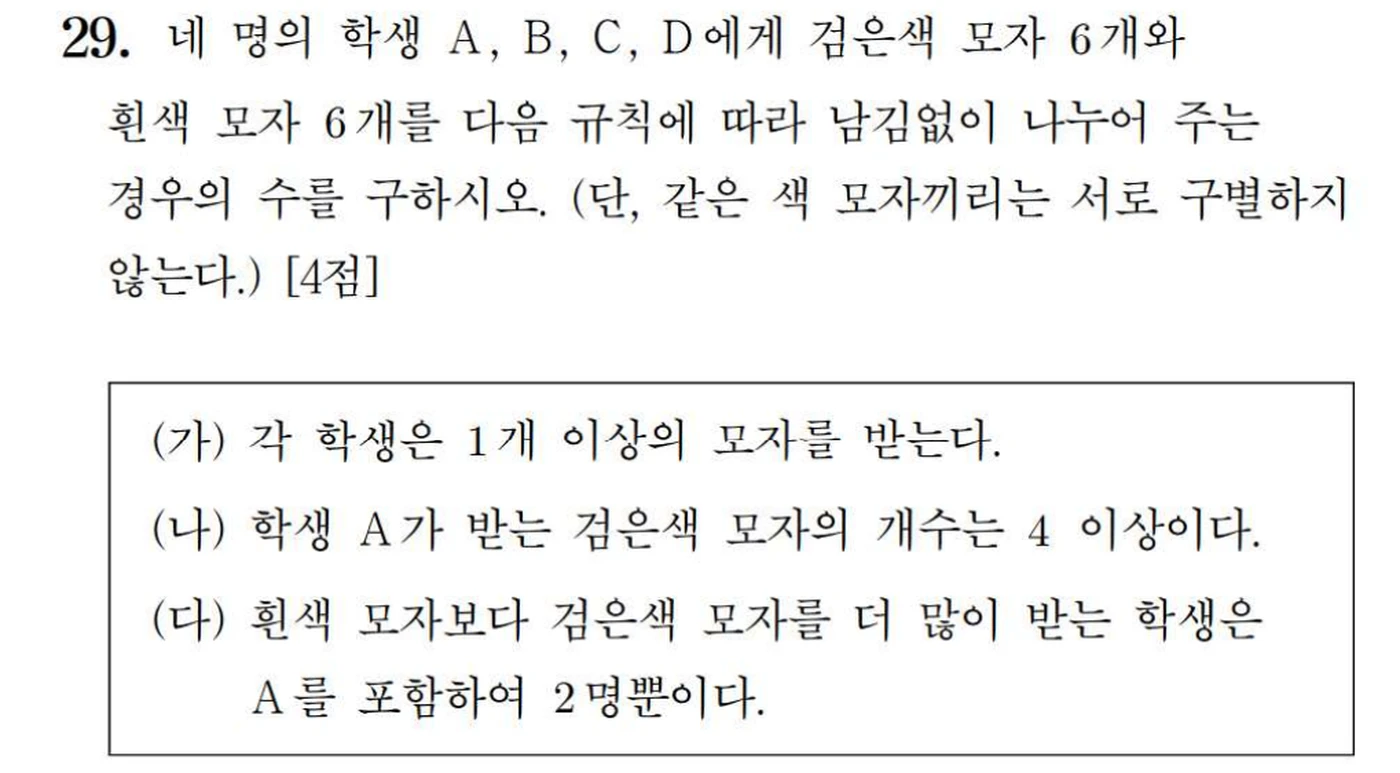 29. 네 명의 학생 A, B, C, D에게 검은색 모자 6개와
흰색 모자 6개를 다음 규칙에 따라 남김없이 나누어 주는
경우의 수를 구하시오. (단, 같은 색 모자끼리는 서로 구별하지
않는다.) [4점]
(가) 각 학생은 1개 이상의 모자를 받는다.
(나) 학생 A가 받는 검은색 모자의 개수는 4 이상이다.
(다) 흰색 모자보다 검은색 모자를 더 많이 받는 학생은
A를 포함하여 2명뿐이다.